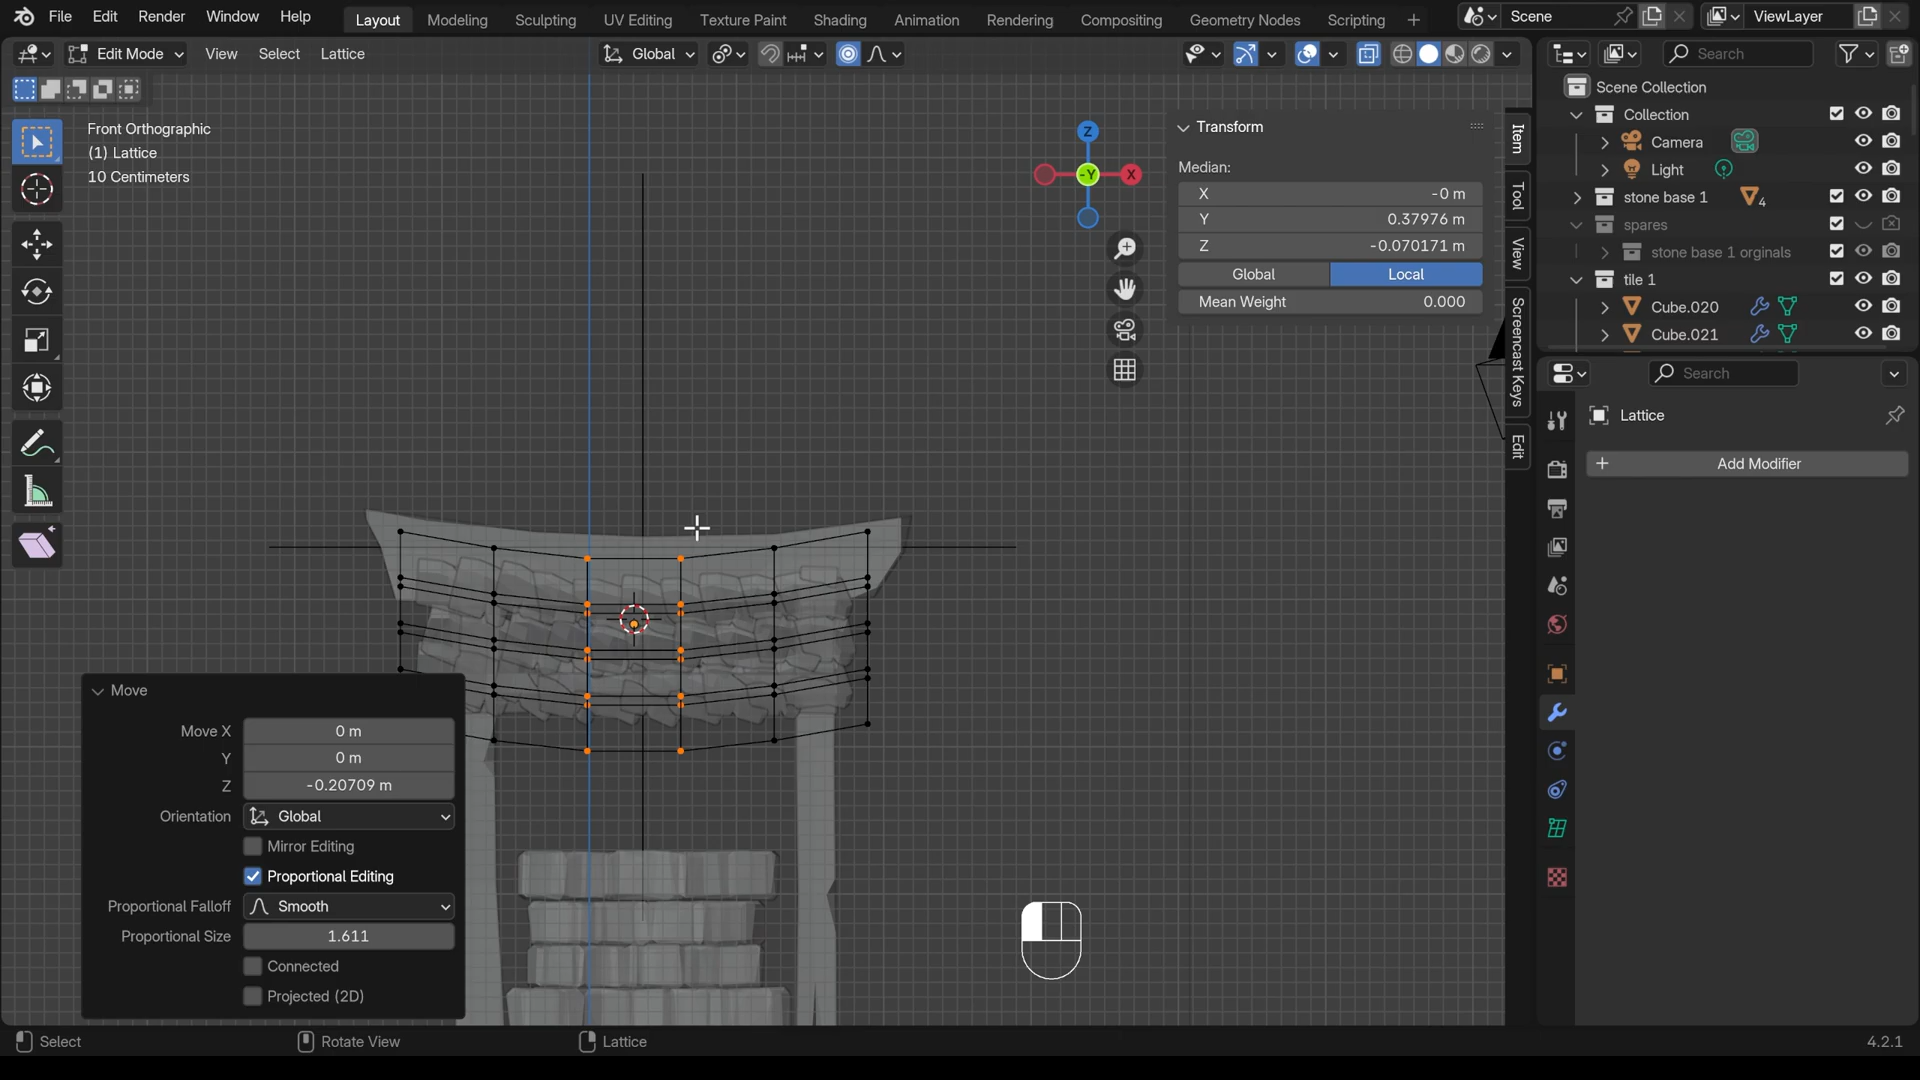 File Edit Render Window Help Layout Modeling Sculpting UV Editing Texture Paint Shading Animation Rendering Compositing Geometry Nodes Scripting + Scene ViewLayer
Edit Mode View Select Lattice Global Search
Front Orthographic
(1) Lattice
10 Centimeters
Z
-Y X
Transform
Median:
X -0 m
Y 0.37976 m
Z -0.070171 m
Global Local
Mean Weight 0.000
Item
Tool
View
Screencast Keys
Edit
Scene Collection
Collection
Camera
Light
stone base 1 4
spares
stone base 1 orginals
tile 1
Cube.020
Cube.021
Search
Lattice
+ Add Modifier
Move
Move X 0 m
Y 0 m
Z -0.20709 m
Orientation Global
Mirror Editing
Proportional Editing
Proportional Falloff Smooth
Proportional Size 1.611
Connected
Projected (2D)
Select Rotate View Lattice 4.2.1